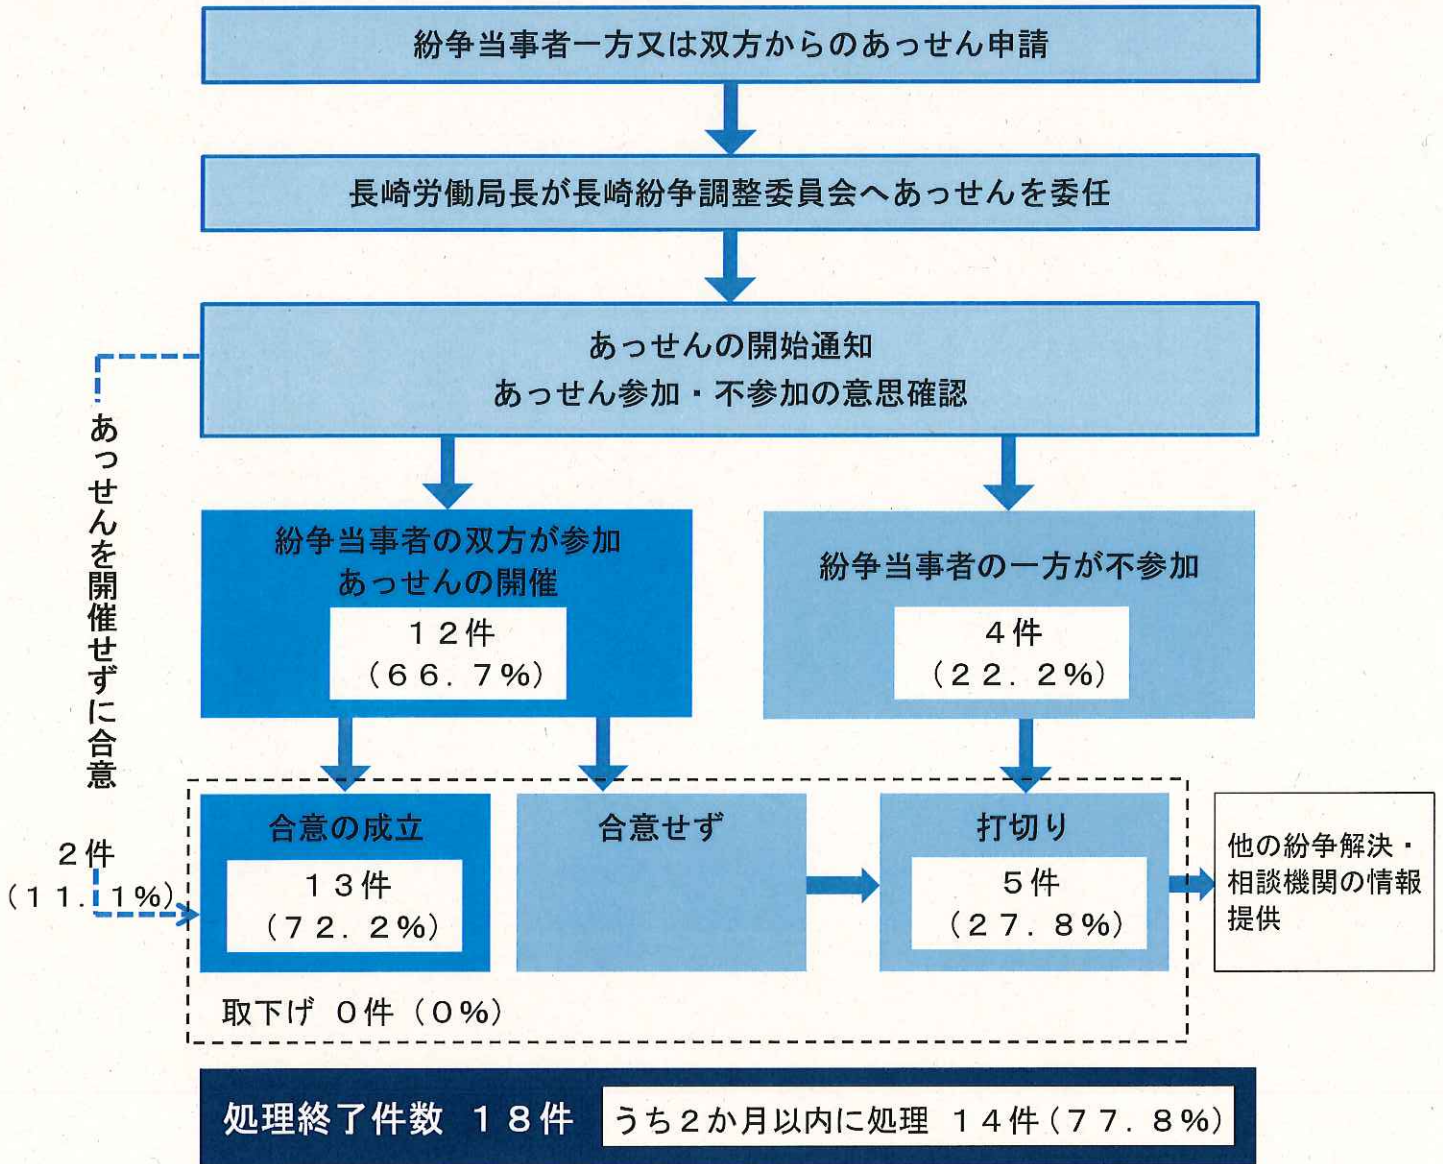 紛争当事者一方又は双方からのあっせん申請
長崎労働局長が長崎紛争調整委員会へあっせんを委任
あっせんの開始通知
あっせん参加・不参加の意思確認
あっせんを開催せずに合意
2件
(11.1%)
紛争当事者の双方が参加
あっせんの開催
12件
(66.7%)
紛争当事者の一方が不参加
4件
(22.2%)
合意の成立
13件
(72.2%)
合意せず
打切り
5件
(27.8%)
他の紛争解決・
相談機関の情報
提供
取下げ 0件(0%)
処理終了件数 18件 うち2か月以内に処理 14件(77.8%)